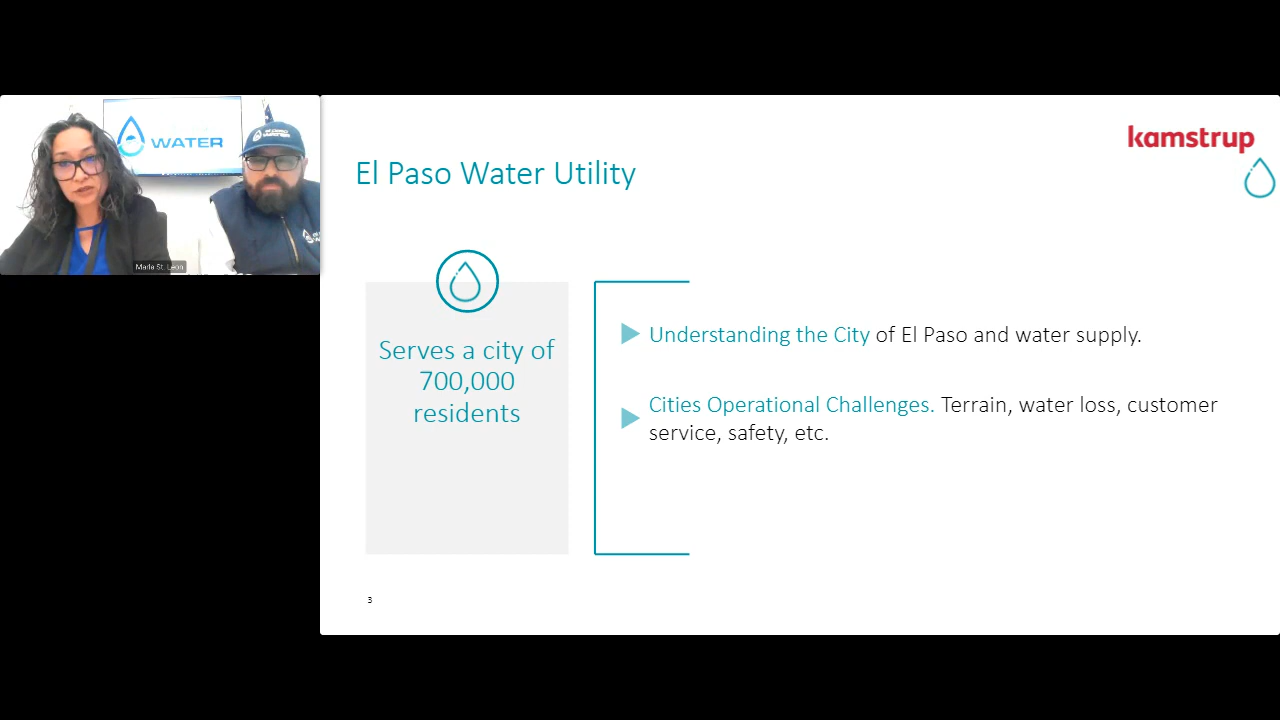 WATER
Marla St. Leon
kamstrup
El Paso Water Utility
Serves a city of
700,000
residents
Understanding the City of El Paso and water supply.
Cities Operational Challenges. Terrain, water loss, customer
service, safety, etc.
3